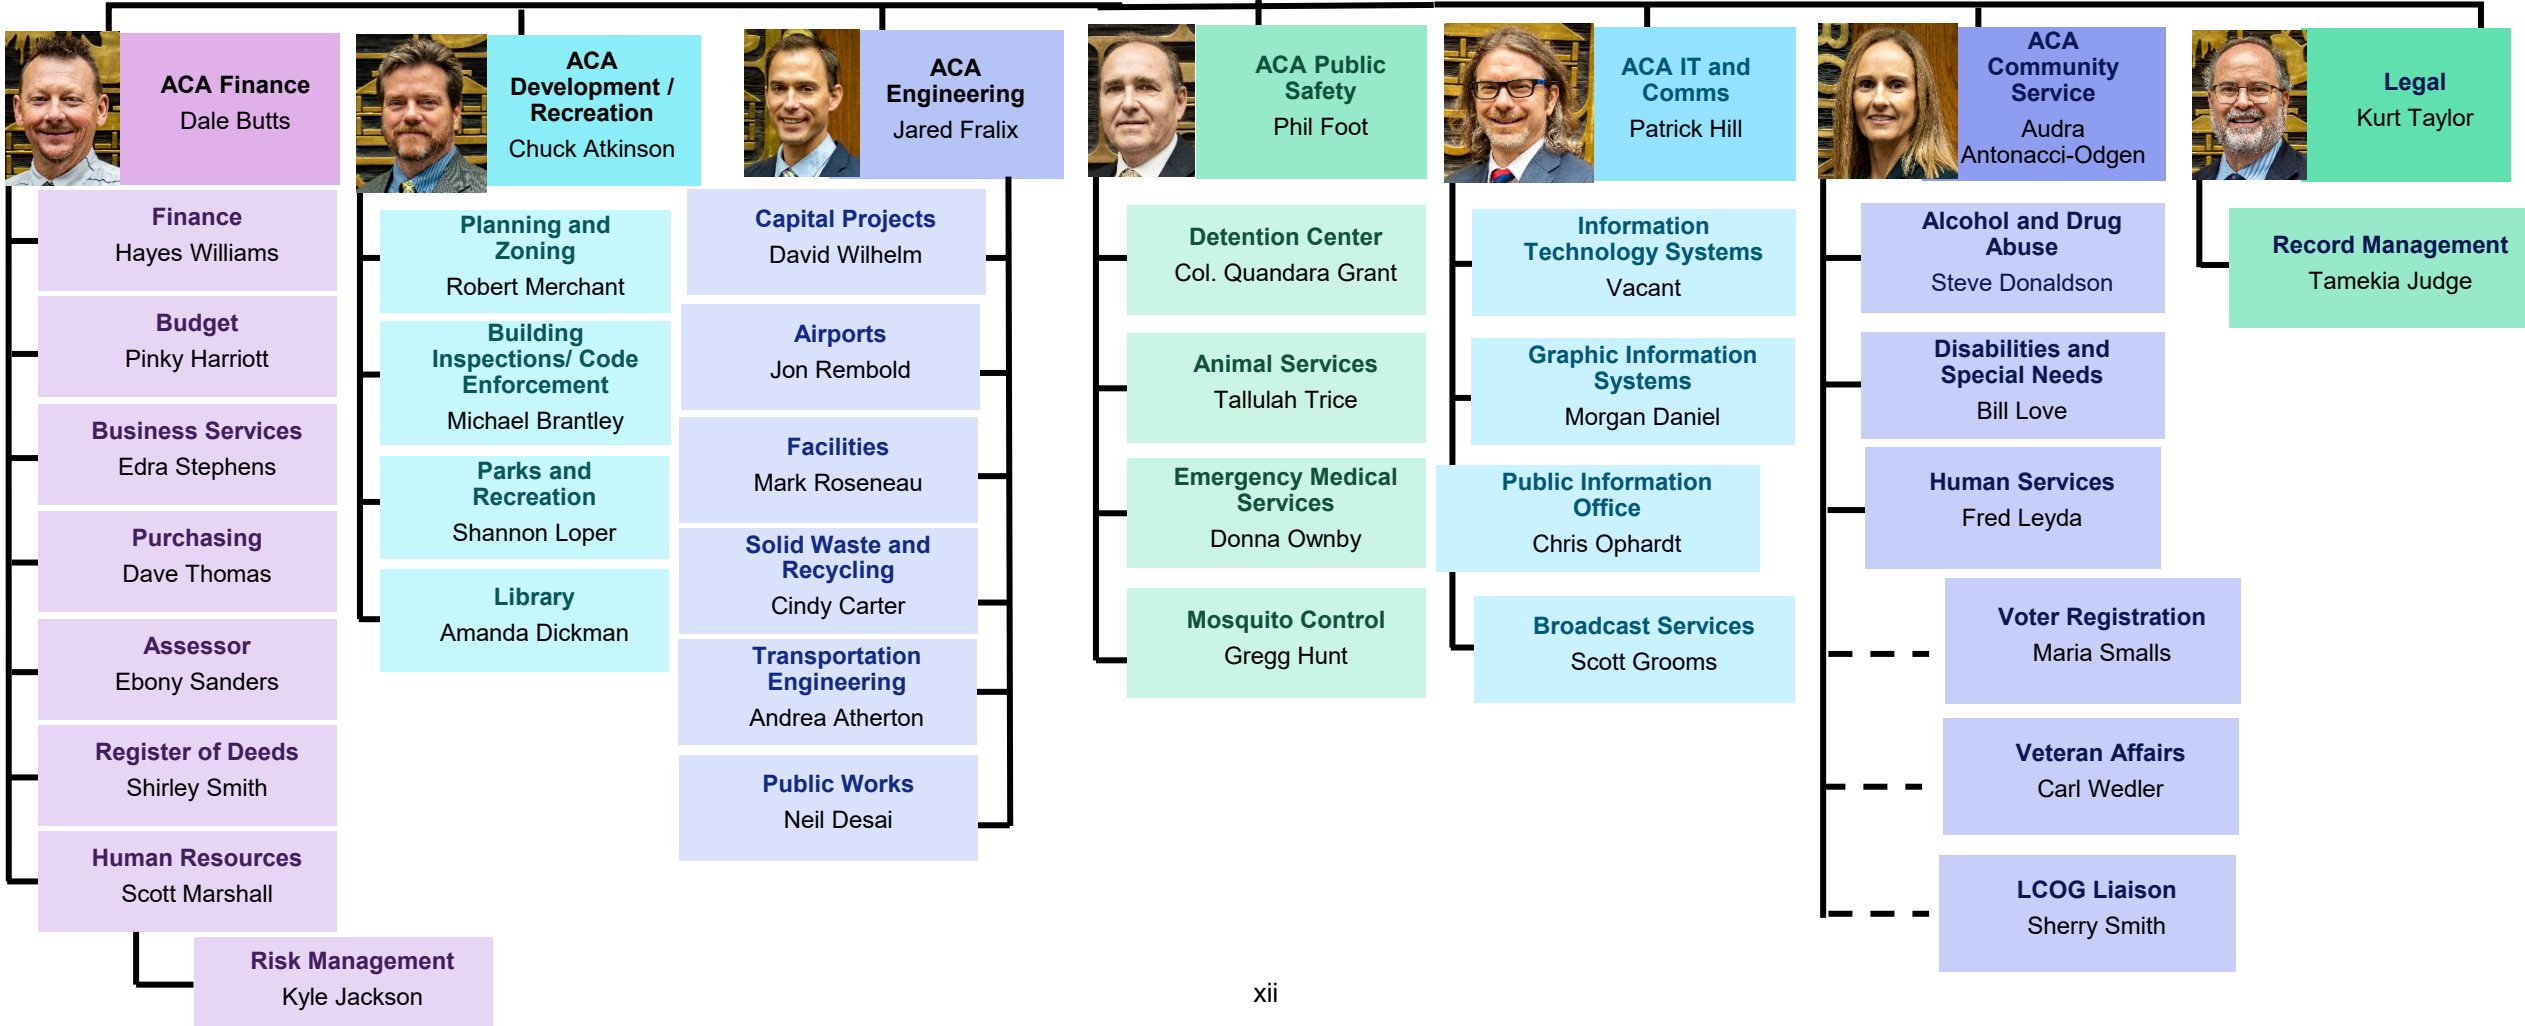 ACA Finance
Dale Butts
Finance
Hayes Williams
Budget
Pinky Harriott
Business Services
Edra Stephens
Purchasing
Dave Thomas
Assessor
Ebony Sanders
Register of Deeds
Shirley Smith
Human Resources
Scott Marshall
Risk Management
Kyle Jackson
ACA
Development /
Recreation
Chuck Atkinson
Planning and
Zoning
Robert Merchant
Building
Inspections/ Code
Enforcement
Michael Brantley
Parks and
Recreation
Shannon Loper
Library
Amanda Dickman
ACA
Engineering
Jared Fralix
Capital Projects
David Wilhelm
Airports
Jon Rembold
Facilities
Mark Roseneau
Solid Waste and
Recycling
Cindy Carter
Transportation
Engineering
Andrea Atherton
Public Works
Neil Desai
ACA Public
Safety
Phil Foot
Detention Center
Col. Quandara Grant
Animal Services
Tallulah Trice
Emergency Medical
Services
Donna Ownby
Mosquito Control
Gregg Hunt
ACA IT and
Comms
Patrick Hill
Information
Technology Systems
Vacant
Graphic Information
Systems
Morgan Daniel
Public Information
Office
Chris Ophardt
Broadcast Services
Scott Grooms
ACA
Community
Service
Audra
Antonacci-Odgen
Alcohol and Drug
Abuse
Steve Donaldson
Disabilities and
Special Needs
Bill Love
Human Services
Fred Leyda
Voter Registration
Maria Smalls
Veteran Affairs
Carl Wedler
LCOG Liaison
Sherry Smith
Legal
Kurt Taylor
Record Management
Tamekia Judge
xii